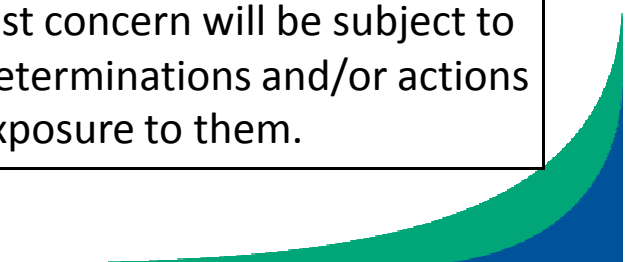 st concern will be subject to
eterminations and/or actions
xposure to them.